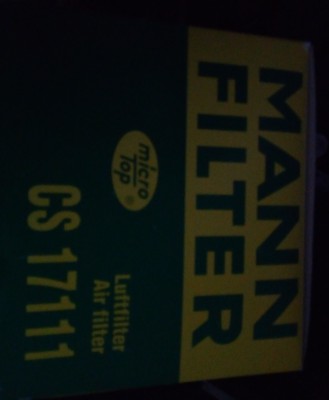 MANN
FILTER
micro
Top
®
Luftfilter
Air filter
CS 17111